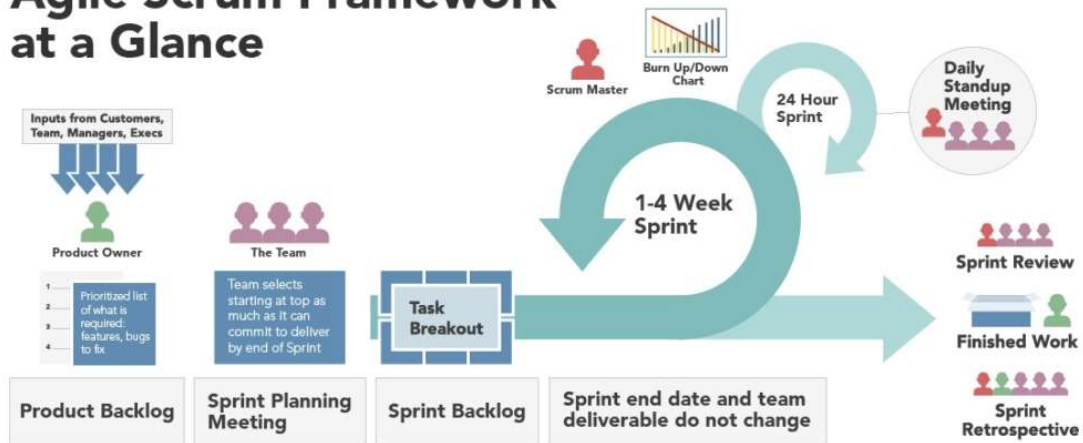 Agile Scrum Framework
at a Glance
Inputs from Customers,
Team, Managers, Execs
Product Owner
1
2
3
4
Prioritized list
of what is
required:
features, bugs
to fix
The Team
Team selects
starting at top as
much as it can
commit to deliver
by end of Sprint
Task
Breakout
Scrum Master
Burn Up/Down
Chart
24 Hour
Sprint
Daily
Standup
Meeting
1-4 Week
Sprint
Sprint Review
Finished Work
Sprint
Retrospective
Product Backlog
Sprint Planning
Meeting
Sprint Backlog
Sprint end date and team
deliverable do not change